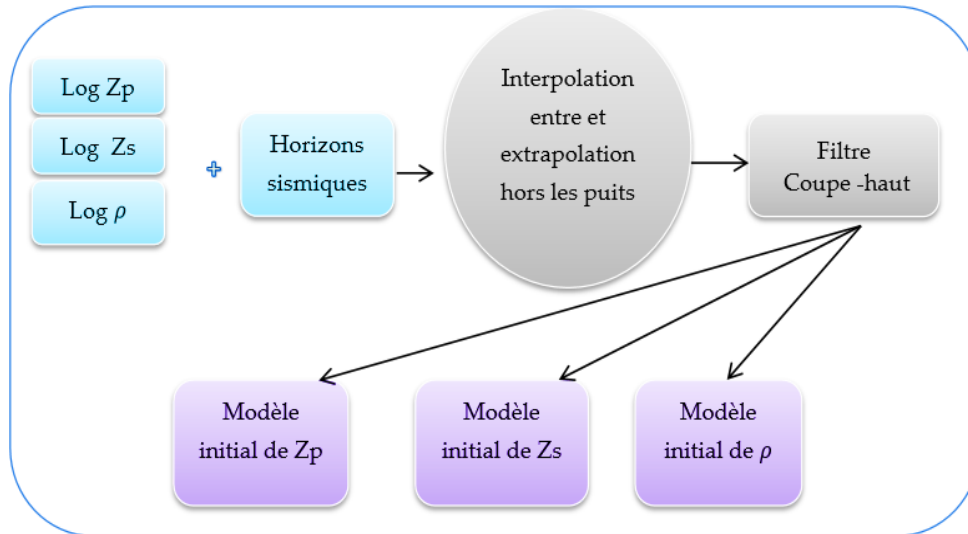 Log Zp
Log Zs
Log ρ
+
Horizons
sismiques
Interpolation
entre et
extrapolation
hors les puits
Filtre
Coupe -haut
Modèle
initial de Zp
Modèle
initial de Zs
Modèle
initial de ρ